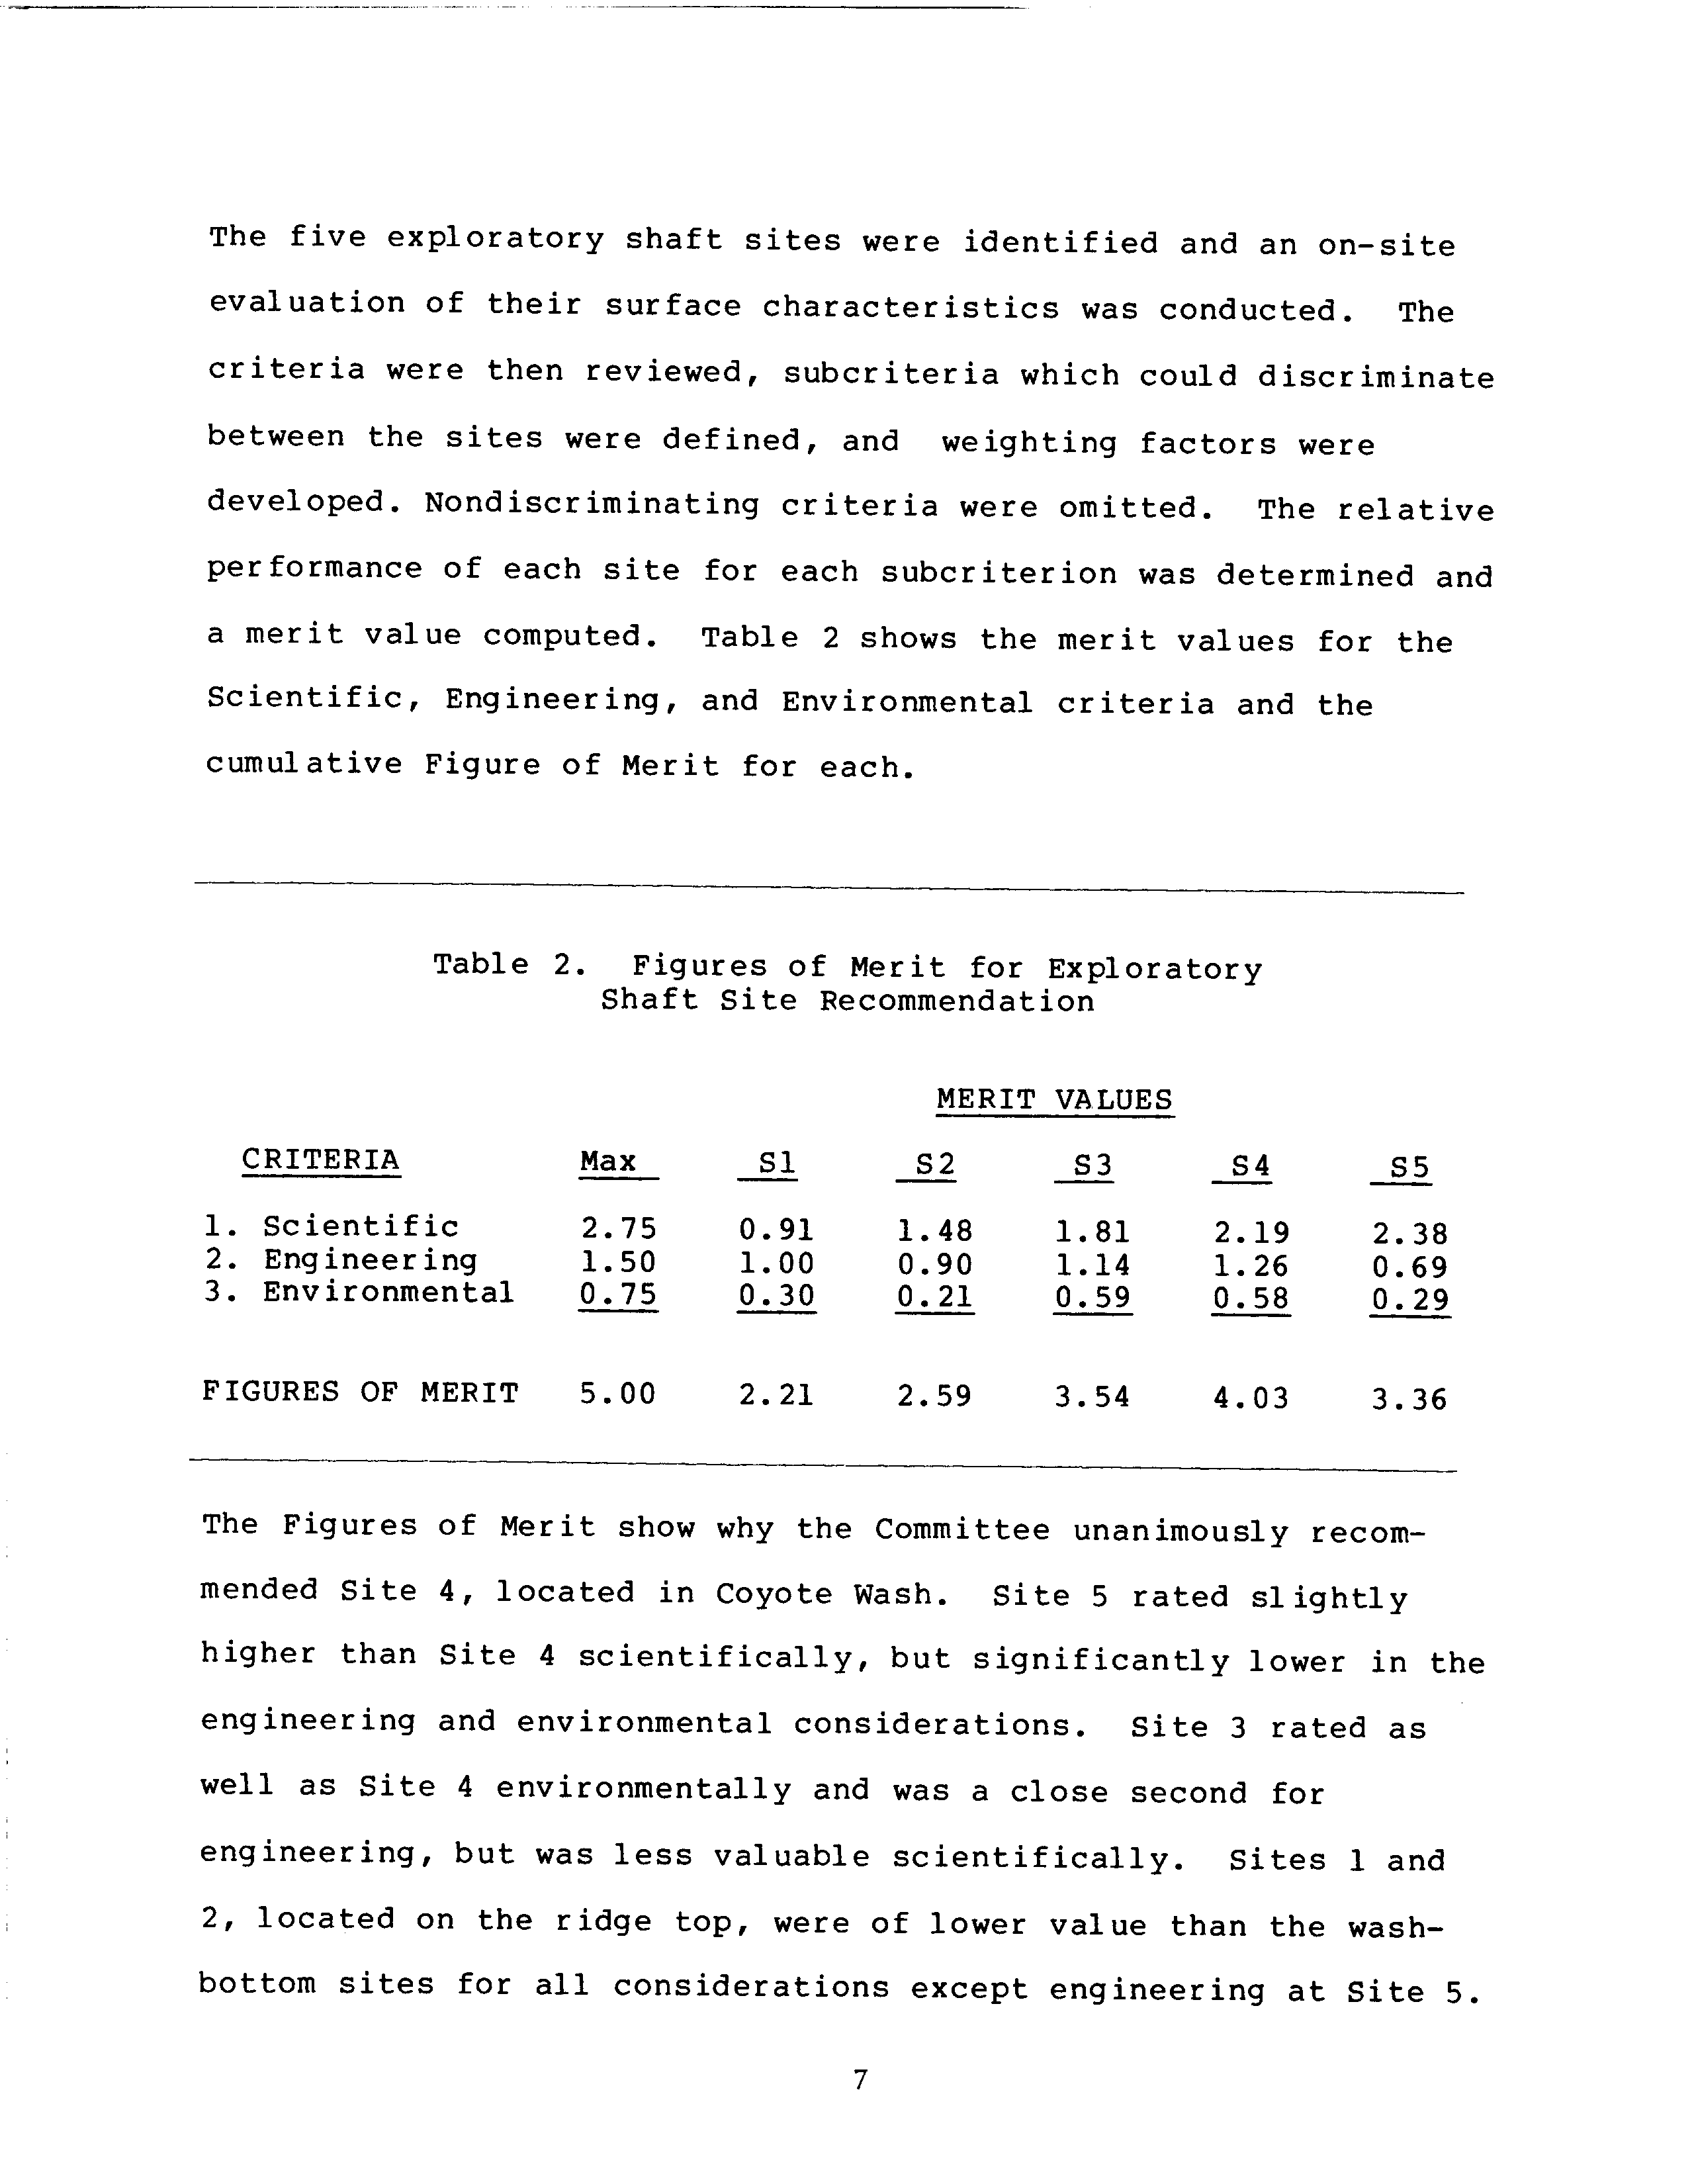 The five exploratory shaft sites were identified and an on-site
evaluation of their surface characteristics was conducted.  The
criteria were then reviewed, subcriteria which could discriminate
between the sites were defined, and  weighting factors were
developed. Nondiscriminating criteria were omitted.  The relative
performance of each site for each subcriterion was determined and
a merit value computed.  Table 2 shows the merit values for the
Scientific, Engineering, and Environmental criteria and the
cumulative Figure of Merit for each.
Table 2.  Figures of Merit for Exploratory
Shaft Site Recommendation
MERIT VALUES
CRITERIA Max S1 S2 S3 S4 S5
1. Scientific 2.75 0.91 1.48 1.81 2.19 2.38
2. Engineering 1.50 1.00 0.90 1.14 1.26 0.69
3. Environmental 0.75 0.30 0.21 0.59 0.58 0.29
FIGURES OF MERIT 5.00 2.21 2.59 3.54 4.03 3.36
The Figures of Merit show why the Committee unanimously recom-
mended Site 4, located in Coyote Wash.  Site 5 rated slightly
higher than Site 4 scientifically, but significantly lower in the
engineering and environmental considerations.  Site 3 rated as
well as Site 4 environmentally and was a close second for
engineering, but was less valuable scientifically.  Sites 1 and
2, located on the ridge top, were of lower value than the wash-
bottom sites for all considerations except engineering at Site 5.
7